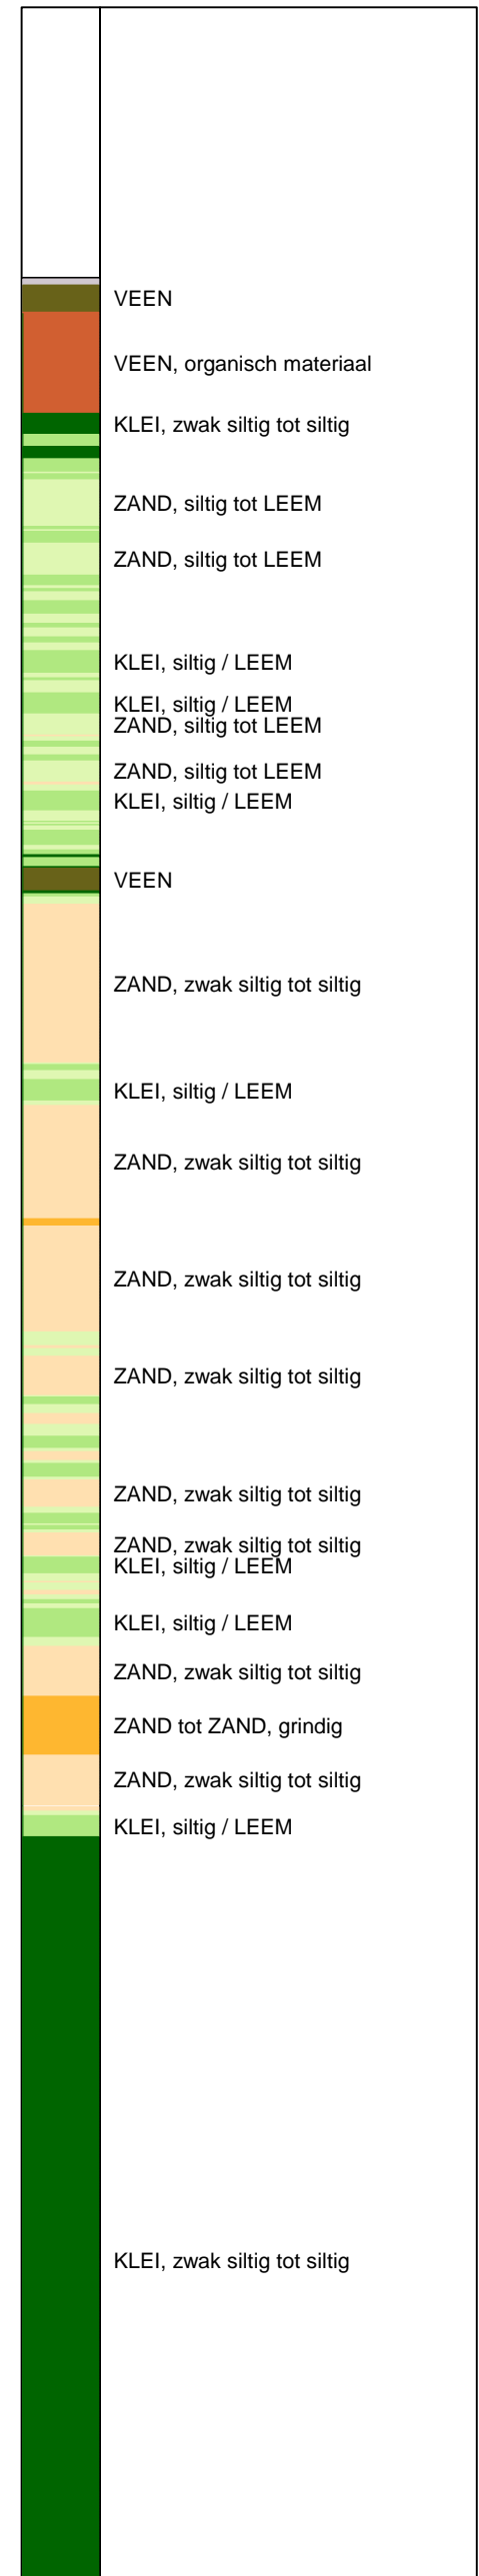 VEEN
VEEN, organisch materiaal
KLEI, zwak siltig tot siltig
ZAND, siltig tot LEEM
ZAND, siltig tot LEEM
KLEI, siltig / LEEM
KLEI, siltig / LEEM
ZAND, siltig tot LEEM
ZAND, siltig tot LEEM
KLEI, siltig / LEEM
VEEN
ZAND, zwak siltig tot siltig
KLEI, siltig / LEEM
ZAND, zwak siltig tot siltig
ZAND, zwak siltig tot siltig
ZAND, zwak siltig tot siltig
ZAND, zwak siltig tot siltig
ZAND, zwak siltig tot siltig
KLEI, siltig / LEEM
KLEI, siltig / LEEM
ZAND, zwak siltig tot siltig
ZAND tot ZAND, grindig
ZAND, zwak siltig tot siltig
KLEI, siltig / LEEM
KLEI, zwak siltig tot siltig